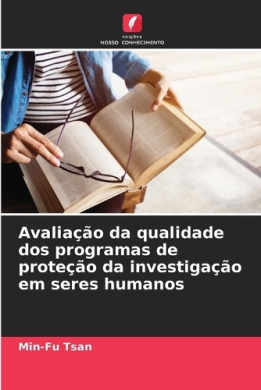 edições
NOSSO CONHECIMENTO
Avaliação da qualidade
dos programas de
proteção da investigação
em seres humanos
Min-Fu Tsan